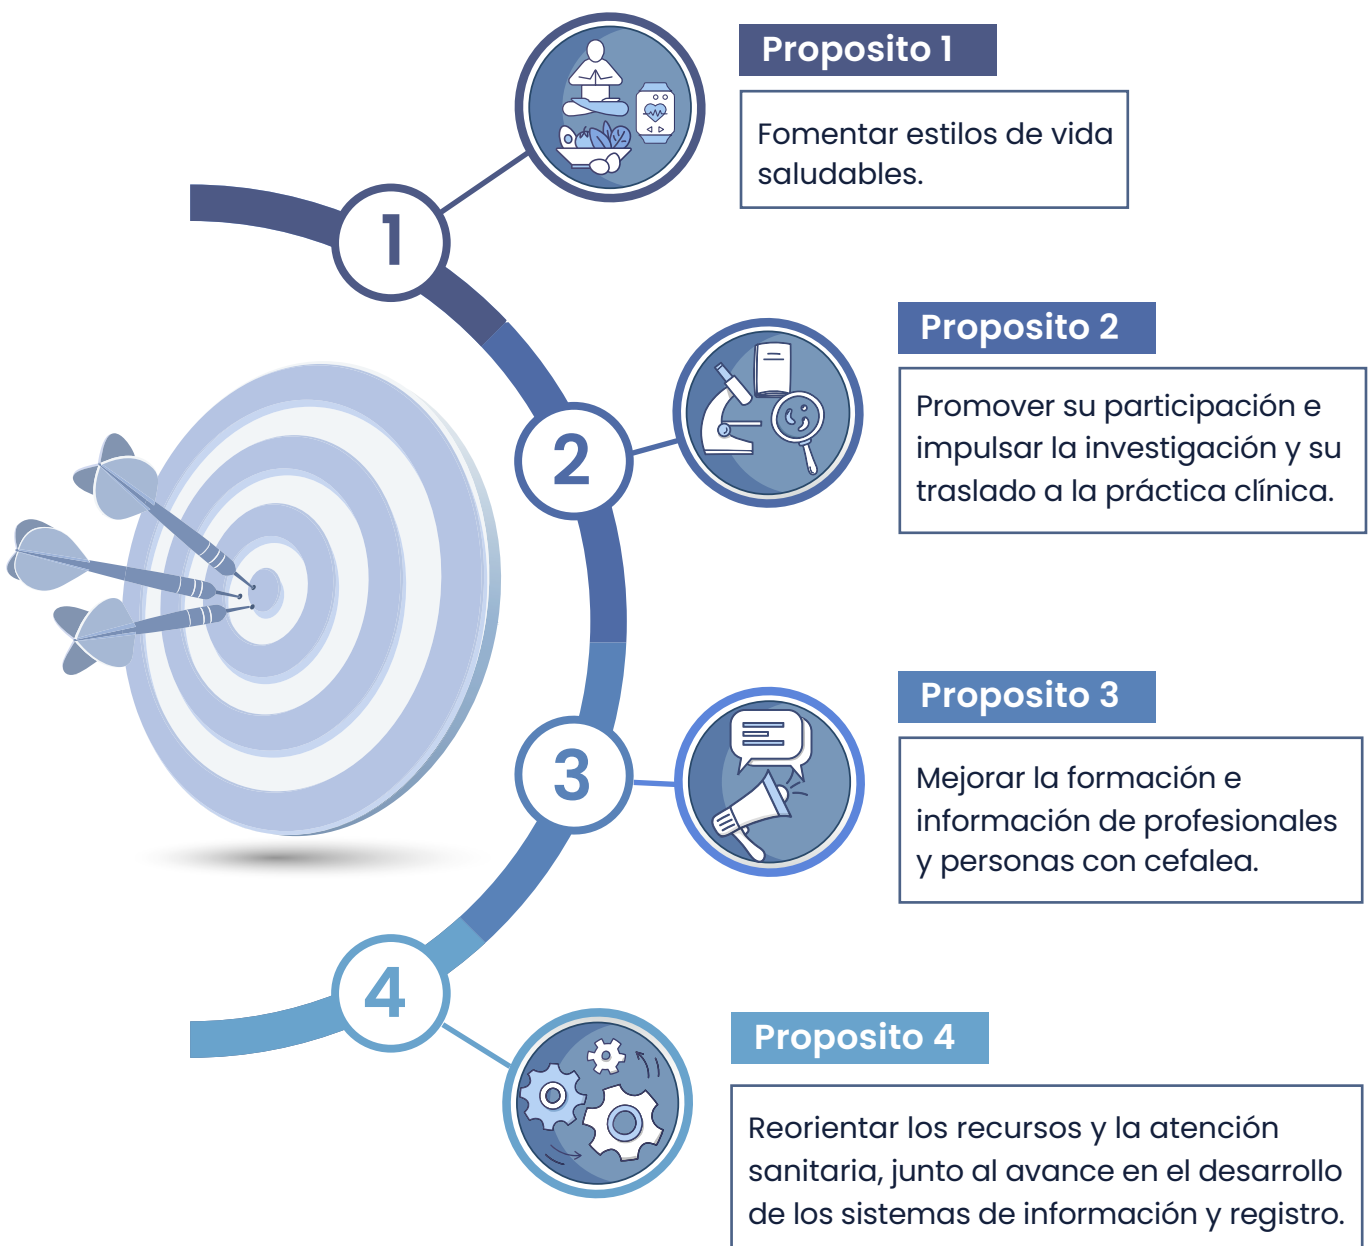 1
Proposito 1
Fomentar estilos de vida
saludables.
2
Proposito 2
Promover su participación e
impulsar la investigación y su
traslado a la práctica clínica.
3
Proposito 3
Mejorar la formación e
información de profesionales
y personas con cefalea.
4
Proposito 4
Reorientar los recursos y la atención
sanitaria, junto al avance en el desarrollo
de los sistemas de información y registro.